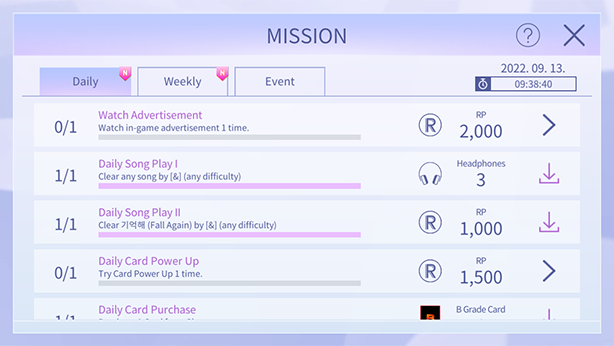 MISSION
?
Daily
N
Weekly
N
Event
2022. 09. 13.
09:38:40
0/1
Watch Advertisement
Watch in-game advertisement 1 time.
R
RP
2,000
1/1
Daily Song Play I
Clear any song by [&] (any difficulty)
Headphones
3
1/1
Daily Song Play II
Clear 기억해 (Fall Again) by [&] (any difficulty)
R
RP
1,000
0/1
Daily Card Power Up
Try Card Power Up 1 time.
R
RP
1,500
1/1
Daily Card Purchase
B Grade Card